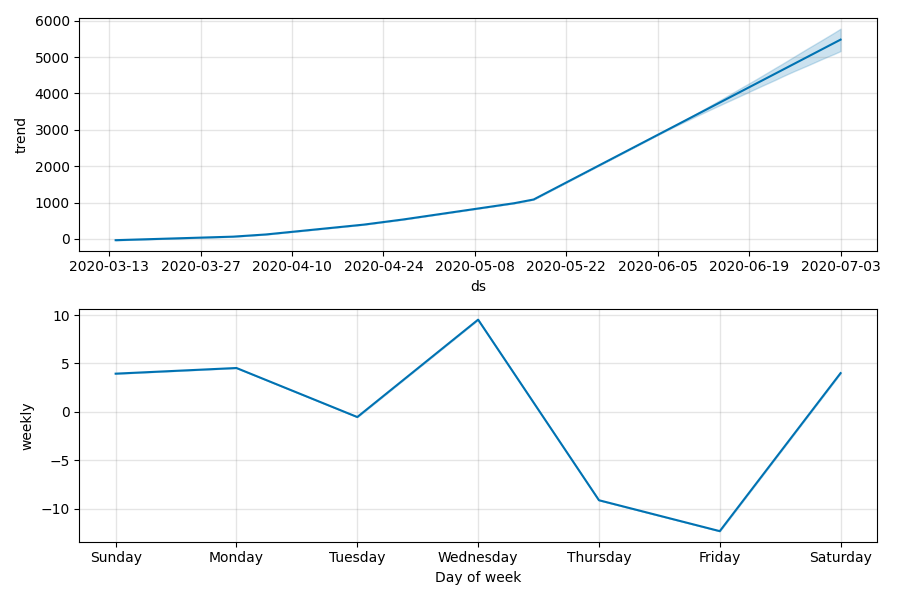 6000
5000
4000
3000
2000
1000
0
trend
2020-03-13 2020-03-27 2020-04-10 2020-04-24 2020-05-08 2020-05-22 2020-06-05 2020-06-19 2020-07-03
ds
10
5
0
−5
−10
weekly
Sunday Monday Tuesday Wednesday Thursday Friday Saturday
Day of week